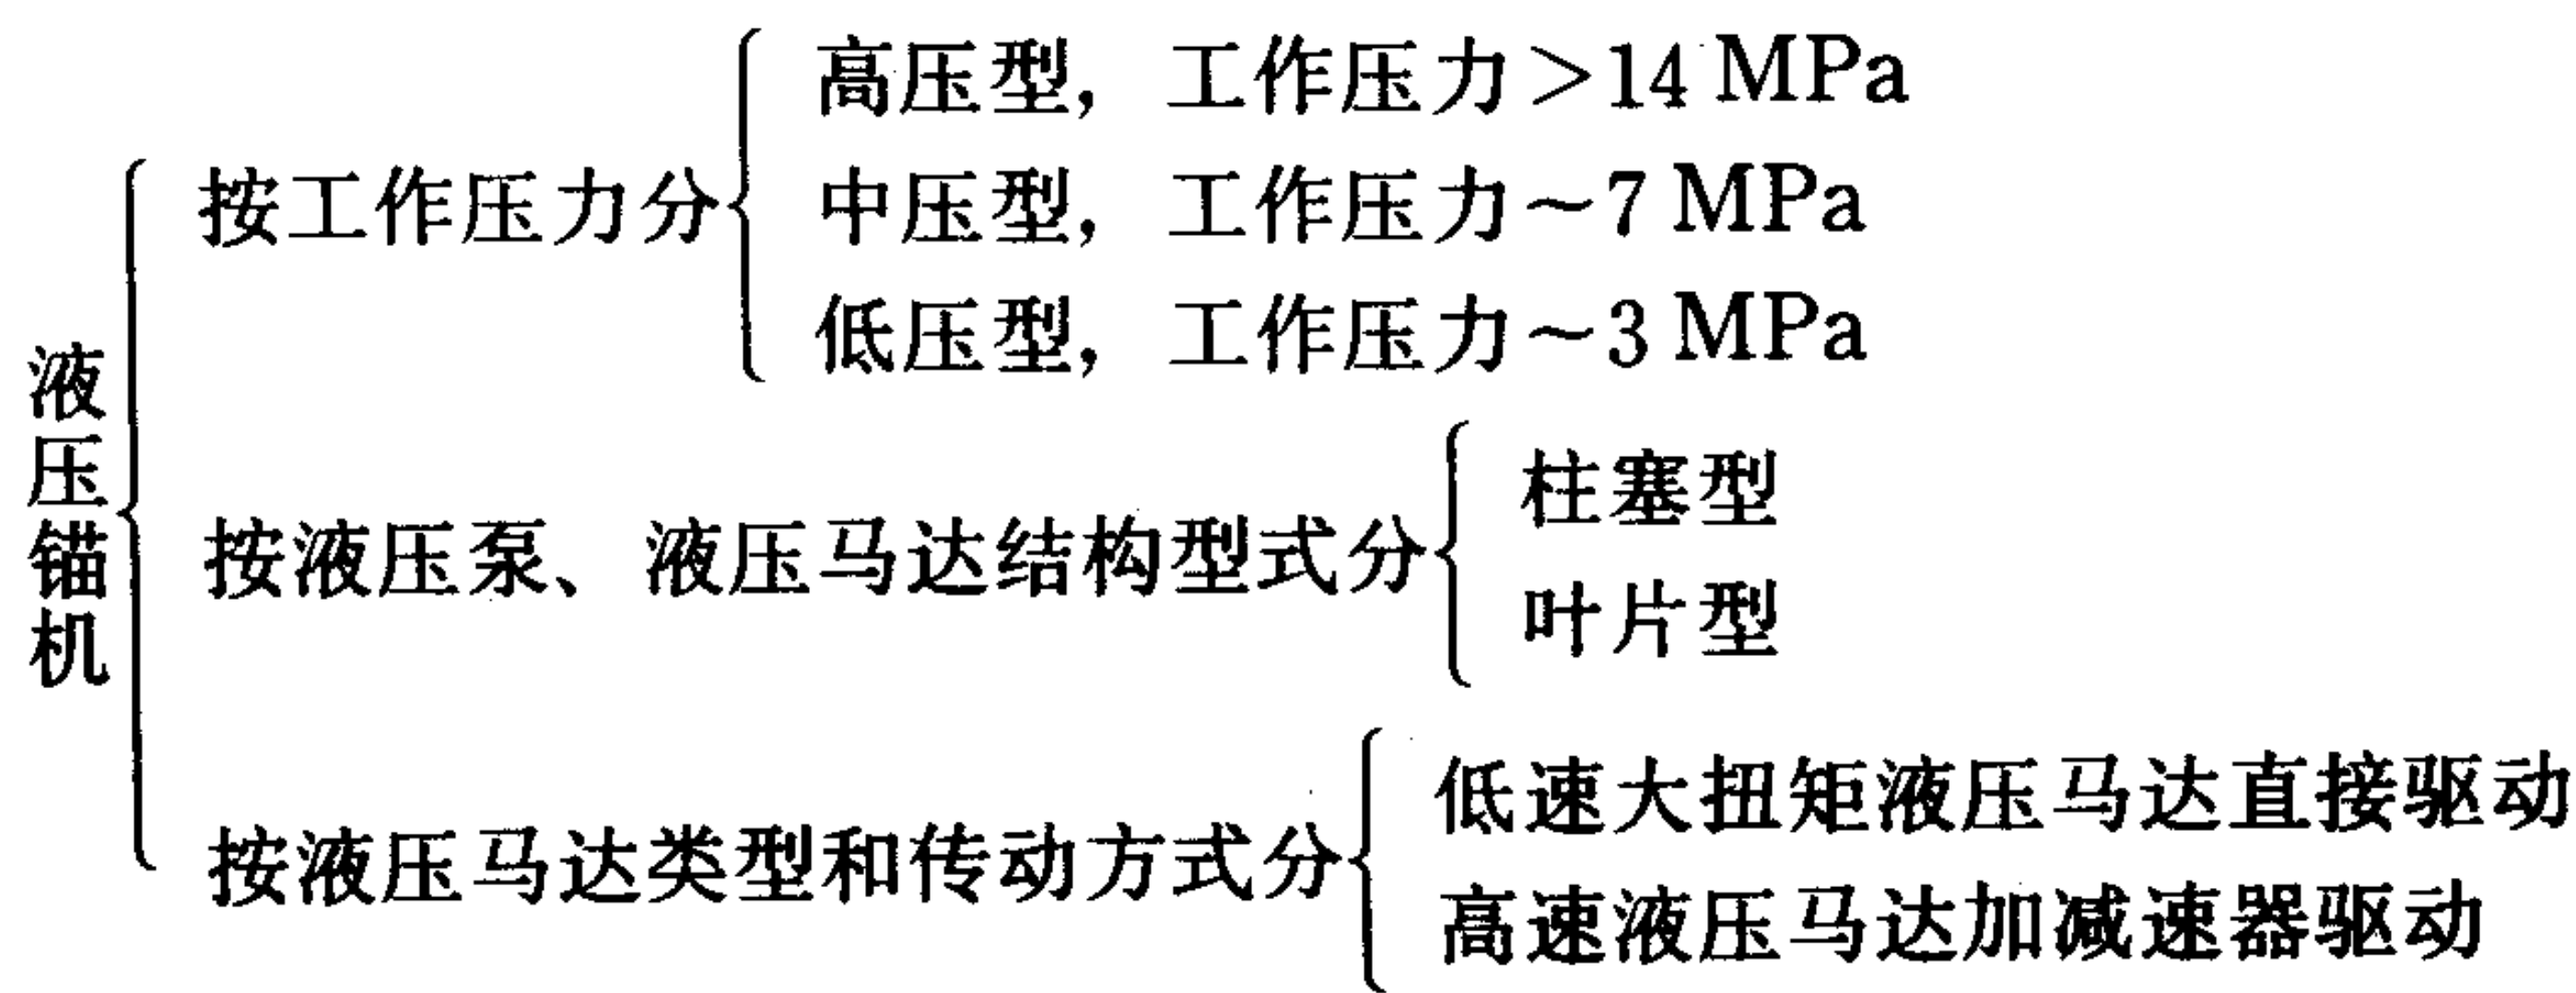 液压锚机
按工作压力分
高压型，工作压力>14 MPa
中压型，工作压力~7 MPa
低压型，工作压力~3 MPa
按液压泵、液压马达结构型式分
柱塞型
叶片型
按液压马达类型和传动方式分
低速大扭矩液压马达直接驱动
高速液压马达加减速器驱动